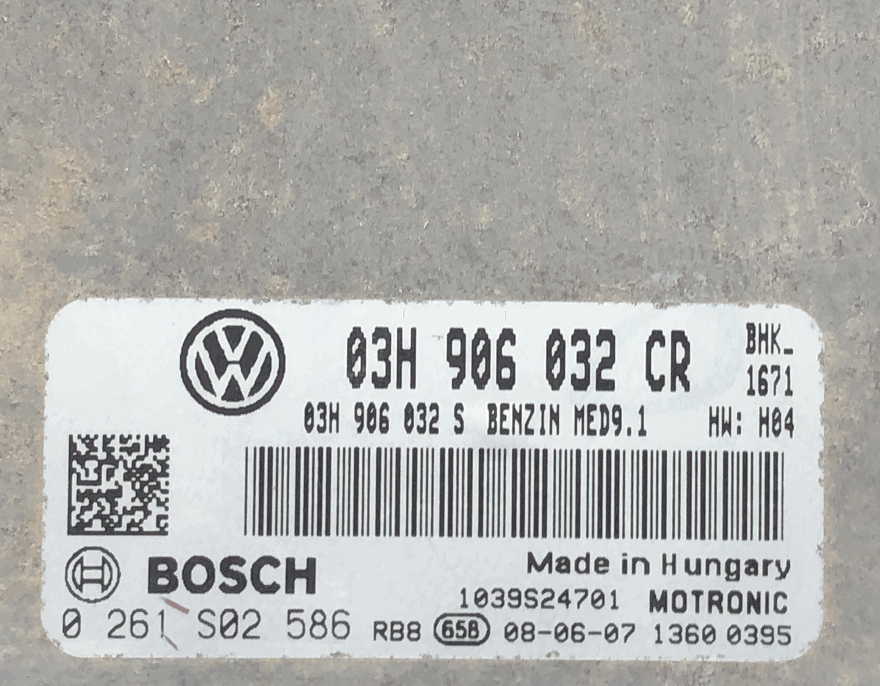 03H 906 032 CR BHK_
1671
03H 906 032 S BENZIN MED9.1 HW: H04
BOSCH Made in Hungary
1039S24701 MOTRONIC
0 261 S02 586 RB8 658 08-06-07 1360 0395